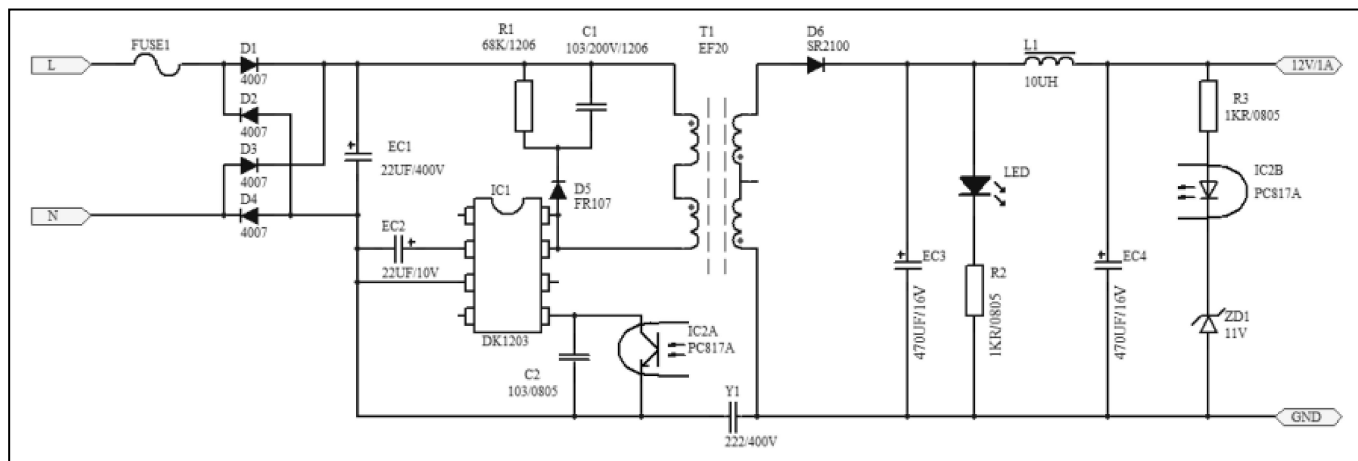 L
FUSE1
D1
4007
D2
4007
D3
4007
D4
4007
N
EC1
22UF/400V
EC2
22UF/10V
R1
68K/1206
C1
103/200V/1206
D5
FR107
IC1
DK1203
C2
103/0805
IC2A
PC817A
Y1
222/400V
T1
EF20
D6
SR2100
EC3
470UF/16V
LED
R2
1KR/0805
L1
10UH
EC4
470UF/16V
12V/1A
R3
1KR/0805
IC2B
PC817A
ZD1
11V
GND